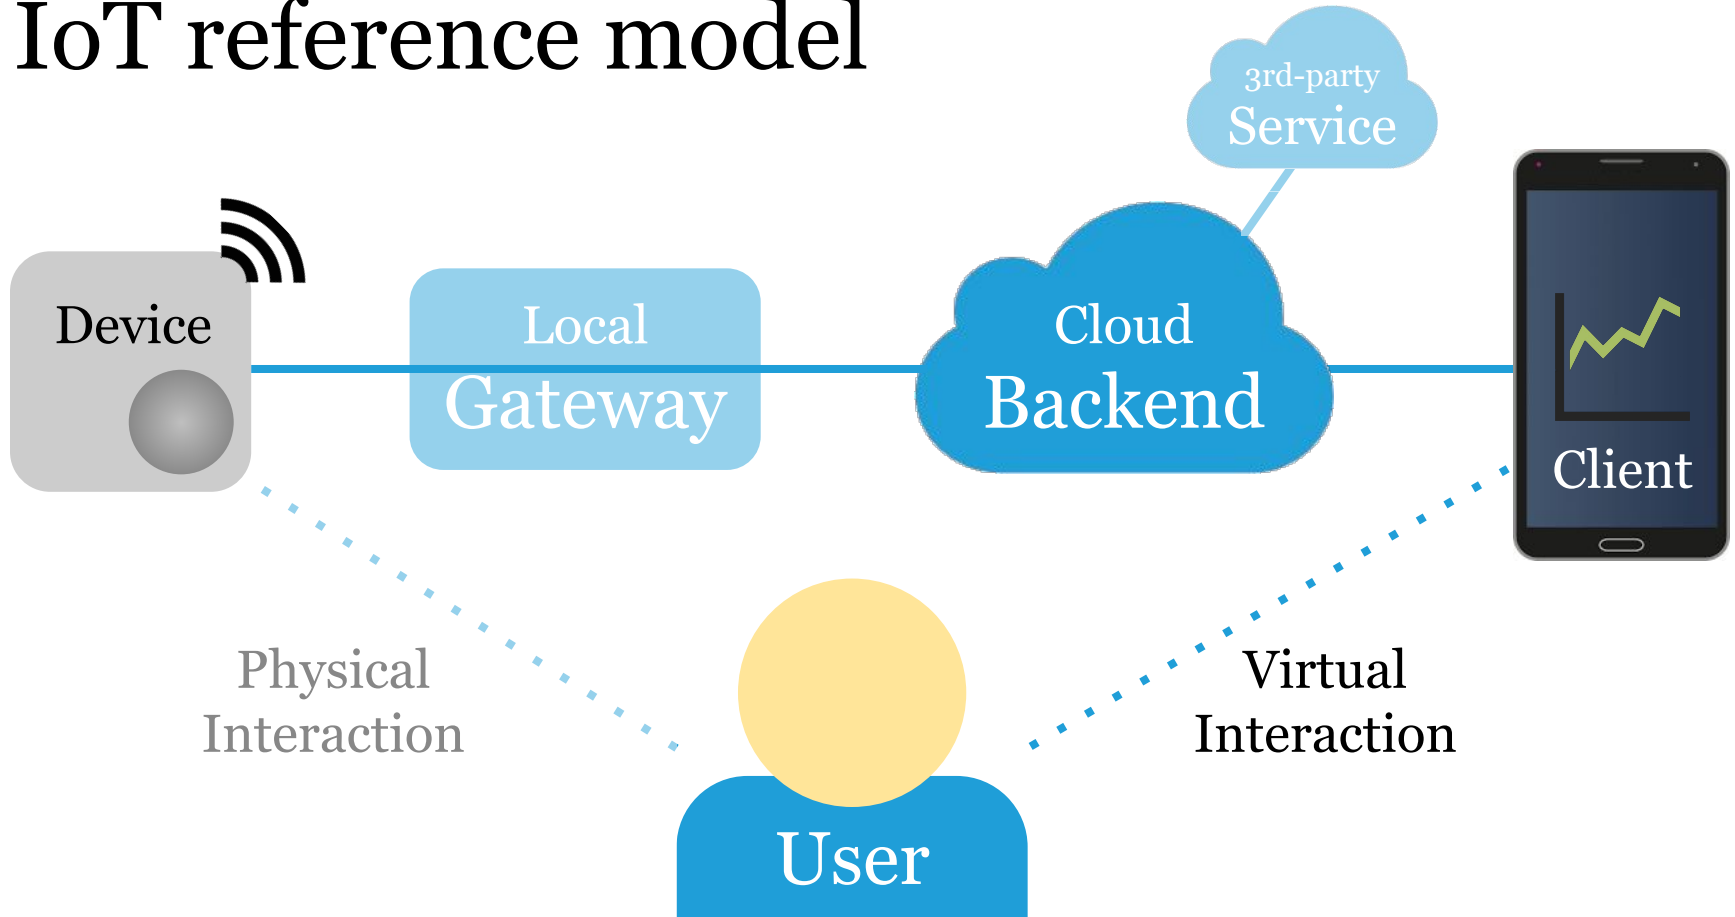 IoT reference model
3rd-party
Service
Device
Local
Gateway
Cloud
Backend
Client
Physical
Interaction
Virtual
Interaction
User